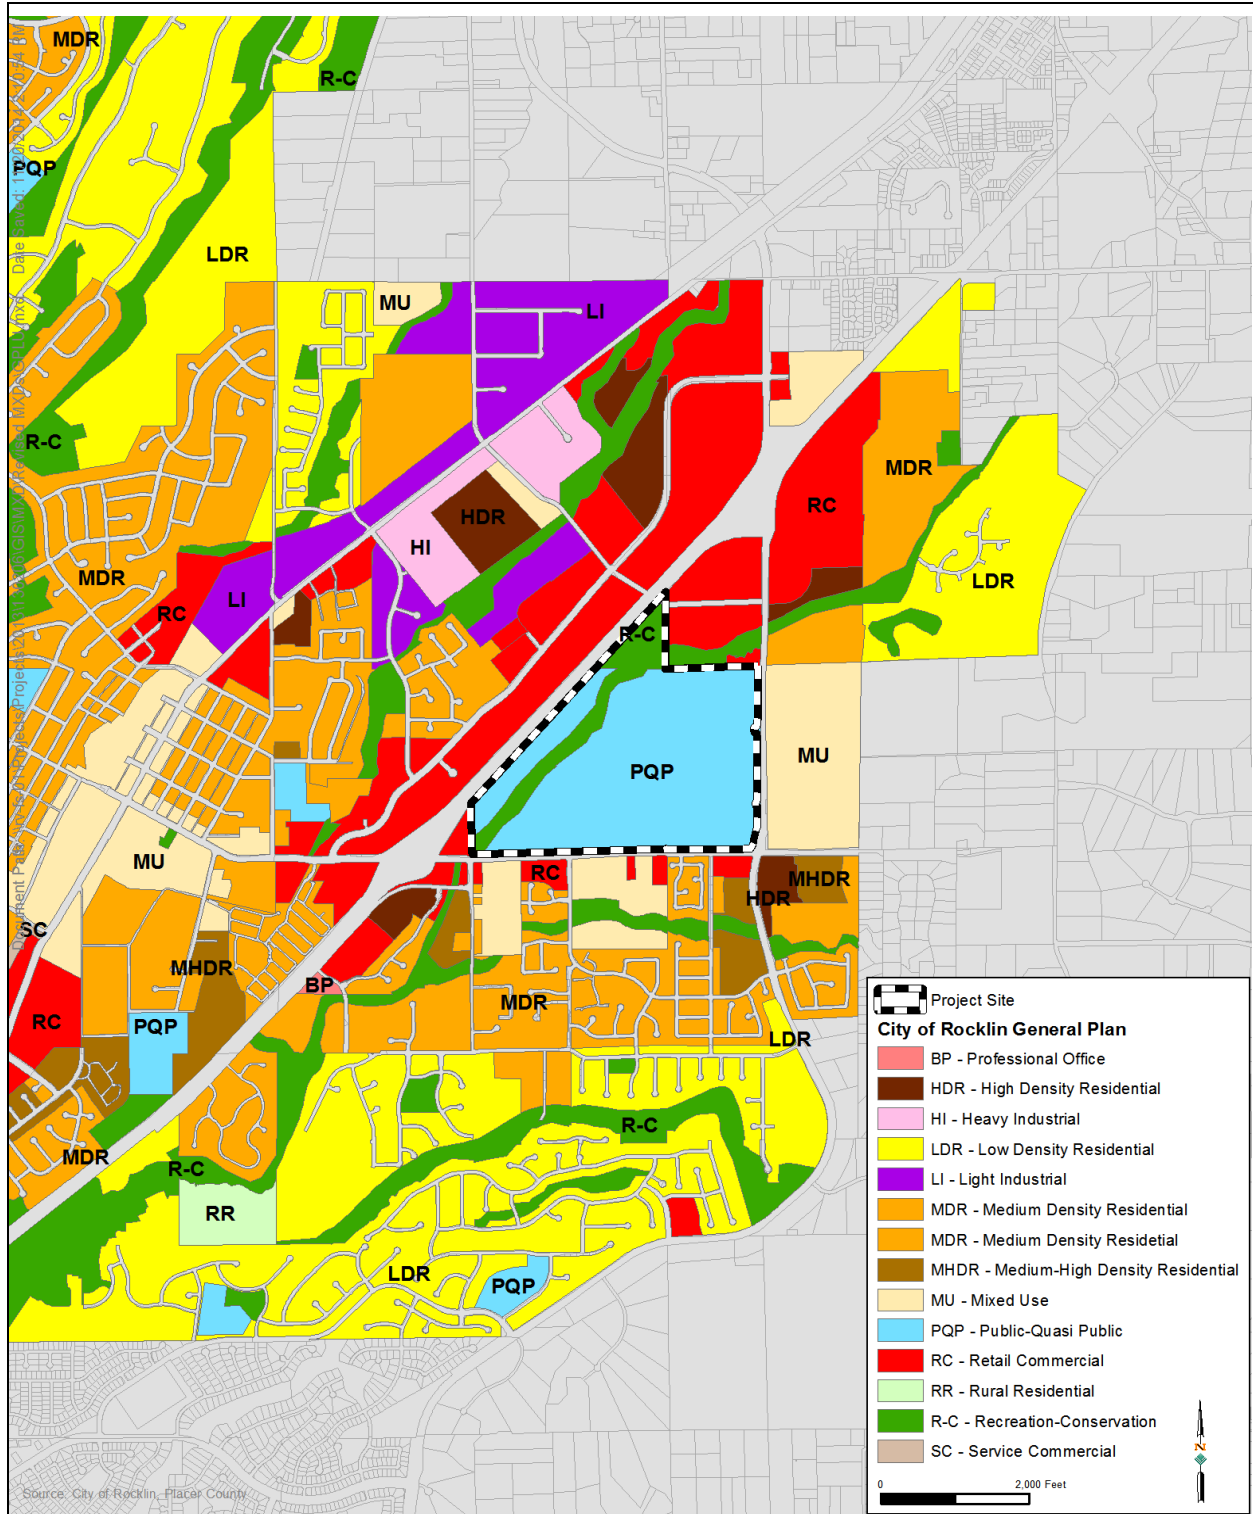 MDR
R-C
PQP
LDR
MU
LI
R-C
MDR
RC
HDR
HI
MDR
LDR
RC
LI
R-C
PQP
MU
MU
RC
MHDR
HDR
SC
MHDR
BP
RC
PQP
MDR
LDR
R-C
MDR
R-C
RR
LDR
PQP
Project Site
City of Rocklin General Plan
BP - Professional Office
HDR - High Density Residential
HI - Heavy Industrial
LDR - Low Density Residential
LI - Light Industrial
MDR - Medium Density Residential
MDR - Medium Density Residetial
MHDR - Medium-High Density Residential
MU - Mixed Use
PQP - Public-Quasi Public
RC - Retail Commercial
RR - Rural Residential
R-C - Recreation-Conservation
SC - Service Commercial
N
0 2,000 Feet
Source: City of Rocklin, Placer County